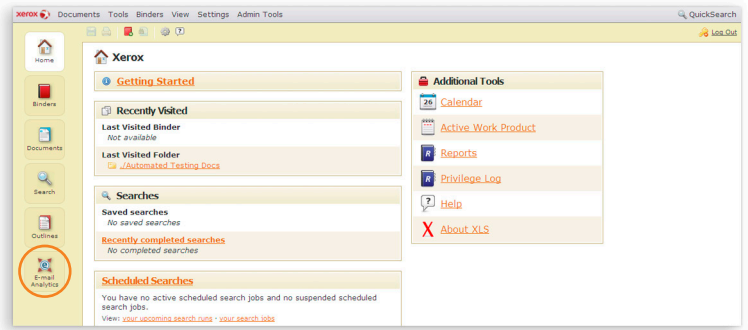 xerox Documents Tools Binders View Settings Admin Tools QuickSearch
Log Out
Home
Binders
Documents
Search
Outlines
E-mail
Analytics
Xerox
Getting Started
Recently Visited
Last Visited Binder
Not available
Last Visited Folder
./Automated Testing Docs
Searches
Saved searches
No saved searches
Recently completed searches
No completed searches
Scheduled Searches
You have no active scheduled search jobs and no suspended scheduled
search jobs.
View: your upcoming search runs - your search jobs
Additional Tools
26 Calendar
Active Work Product
R Reports
R Privilege Log
? Help
X About XLS